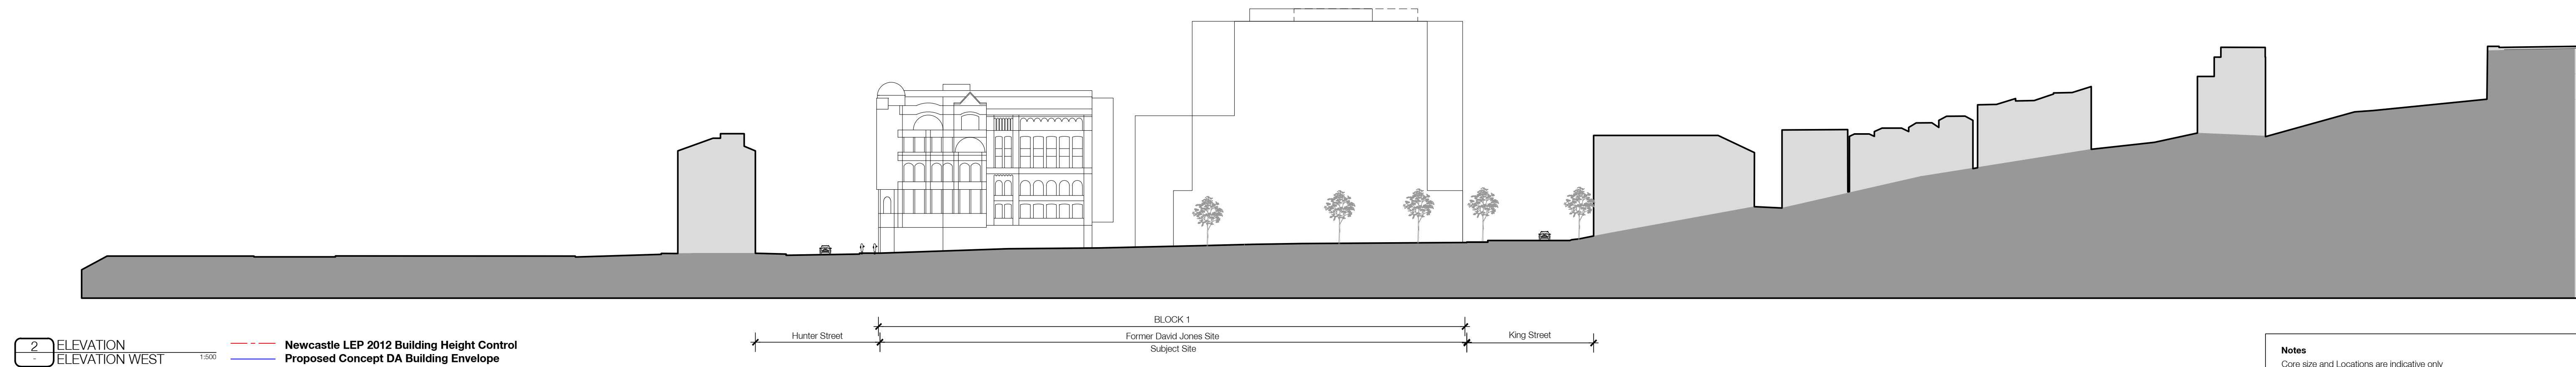 BLOCK 1
Hunter Street
Former David Jones Site
King Street
Subject Site
2
ELEVATION
-
ELEVATION WEST
1:500
Newcastle LEP 2012 Building Height Control
Proposed Concept DA Building Envelope
Notes
Core size and Locations are indicative only